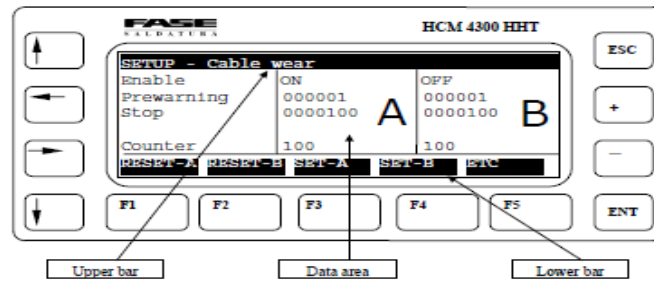 FASE
SALDATURA
HCM 4300 HHT
ESC
SETUP - Cable wear
Enable ON OFF
Prewarning 000001 000001
Stop 0000100 0000100
A B
+
Counter 100 100
RESET-A RESET-B SET-A SET-B ETC
F1 F2 F3 F4 F5
ENT
Upper bar Data area Lower bar